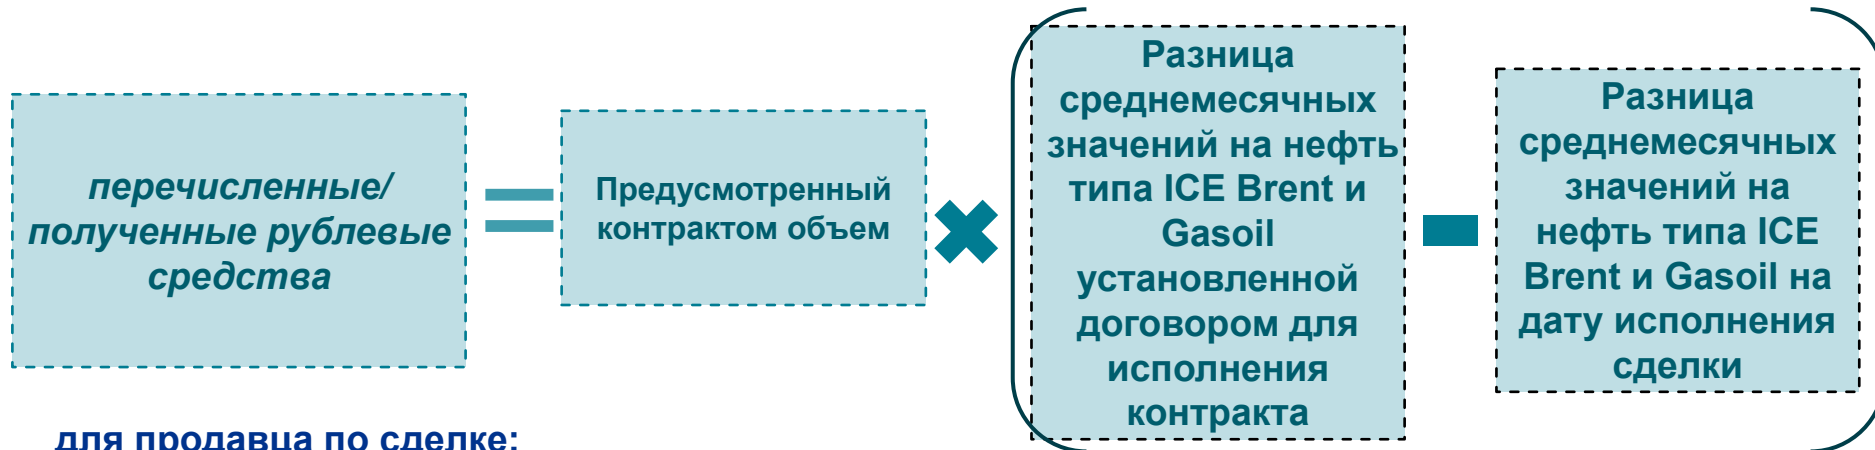 перечисленные/
полученные рублевые
средства
Предусмотренный
контрактом объем
Разница
среднемесячных
значений на нефть
типа ICE Brent и
Gasoil
установленной
договором для
исполнения
контракта
Разница
среднемесячных
значений на
нефть типа ICE
Brent и Gasoil на
дату исполнения
сделки
для продавца по сделке: